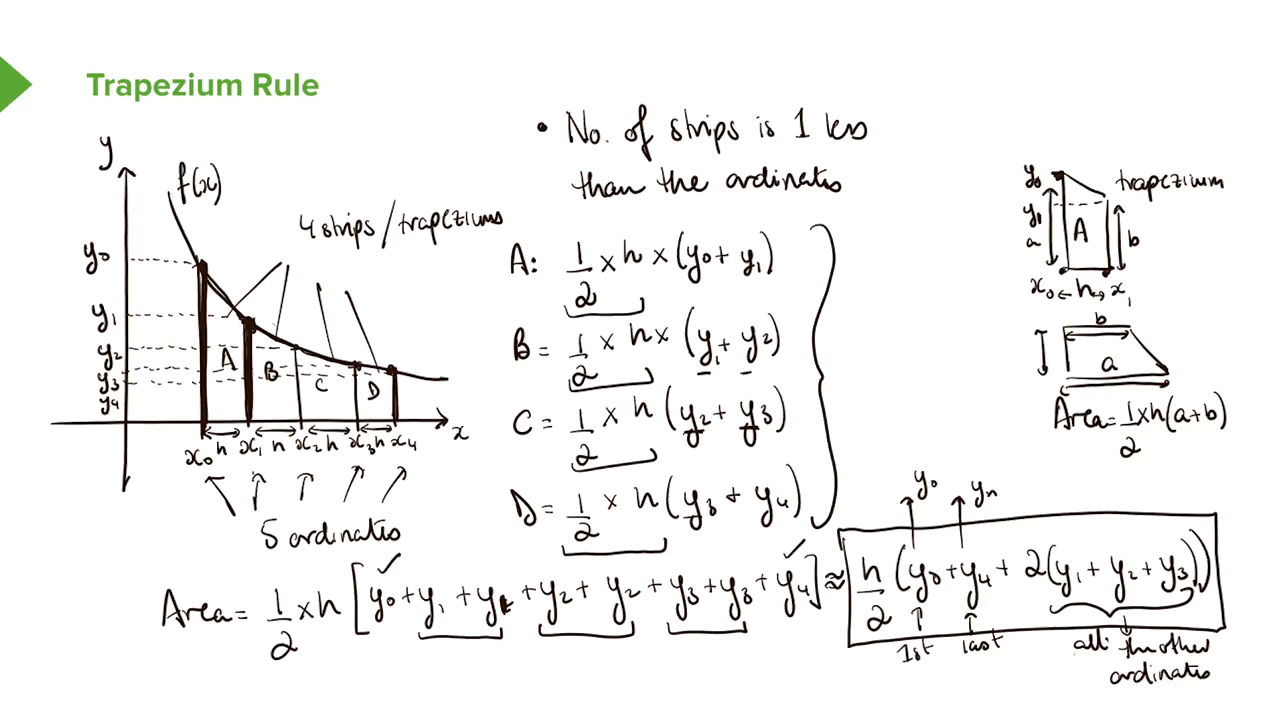 Trapezium Rule
• No. of strips is 1 less
than the ordinates
y
f(x)
4 strips / trapeziums
y0
y1
y2
y3
y4
A
B
C
D
h
h
h
h
x
x0
x1
x2
x3
x4
5 ordinates
A: 1/2 × h × (y0 + y1)
B = 1/2 × h × (y1 + y2)
C = 1/2 × h (y2 + y3)
D = 1/2 × h (y3 + y4)
y0
trapezium
y1
a
A
b
x0 ← h → x1
b
a
Area = 1/2 × h (a+b)
y0
yn
Area = 1/2 × h [y0 + y1 + y1 + y2 + y2 + y3 + y3 + y4] ≈ h/2 (y0 + y4 + 2(y1 + y2 + y3))
1st
last
all the other
ordinates